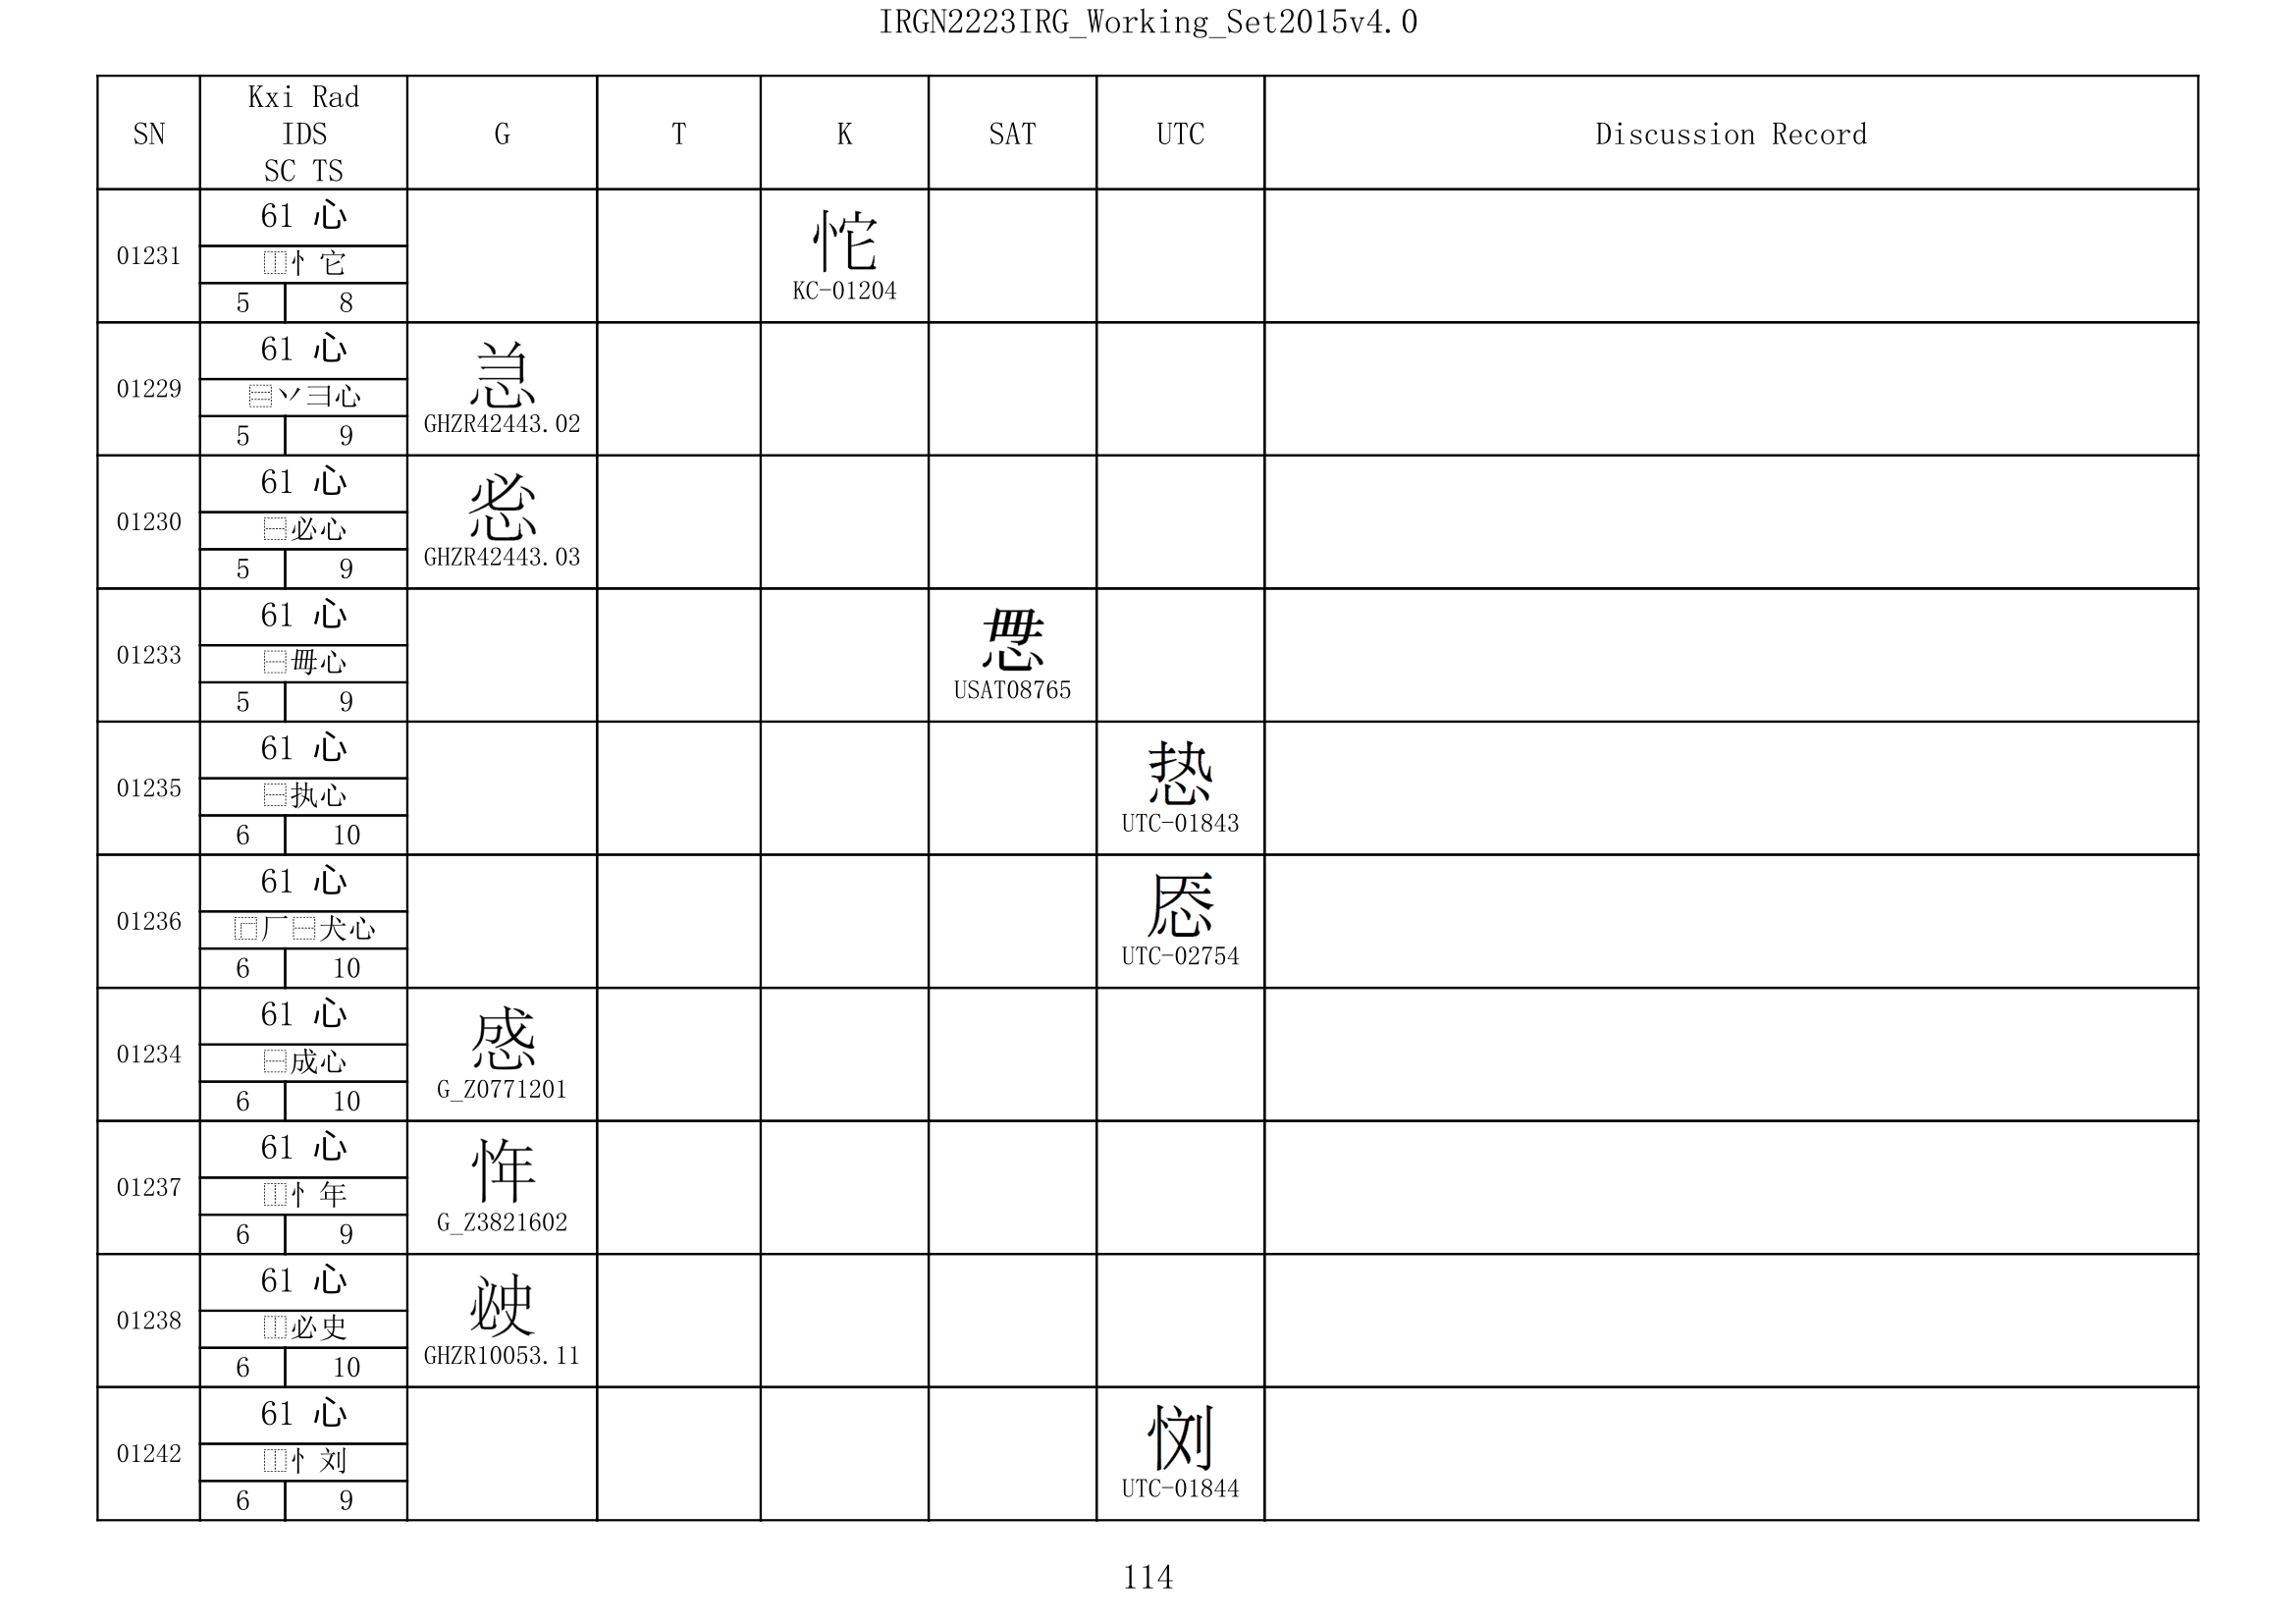 IRGN2223IRG_Working_Set2015v4.0
SN Kxi Rad IDS SC TS G T K SAT UTC Discussion Record
01231
61 心
⿰忄它
5 8
㤞
KC-01204
01229
61 心
⿳丷彐心
5 9
GHZR42443.02
01230
61 心
⿱必心
5 9
GHZR42443.03
01233
61 心
⿱毋心
5 9
USAT08765
01235
61 心
⿱执心
6 10
UTC-01843
01236
61 心
⿸厂⿱犬心
6 10
UTC-02754
01234
61 心
⿱成心
6 10
G_Z0771201
01237
61 心
⿰忄年
6 9
G_Z3821602
01238
61 心
⿰必史
6 10
GHZR10053.11
01242
61 心
⿰忄刘
6 9
UTC-01844
114